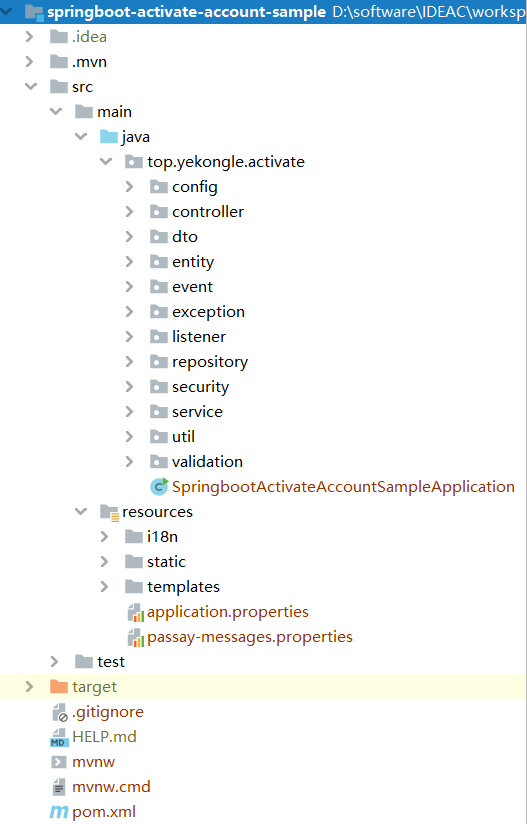 springboot-activate-account-sample D:\software\IDEAC\worksp
.idea
.mvn
src
main
java
top.yekongle.activate
config
controller
dto
entity
event
exception
listener
repository
security
service
util
validation
SpringbootActivateAccountSampleApplication
resources
i18n
static
templates
application.properties
passay-messages.properties
test
target
.gitignore
HELP.md
mvnw
mvnw.cmd
pom.xml